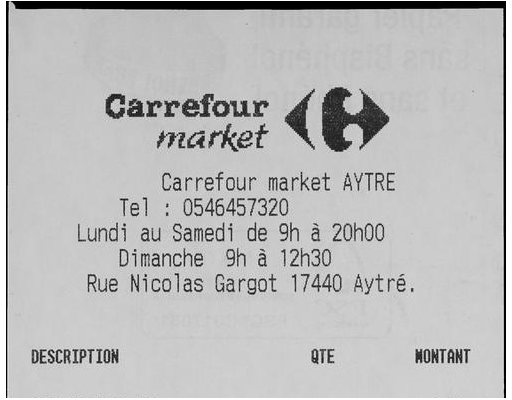 Carrefour
market
Carrefour market AYTRE
Tel : 0546457320
Lundi au Samedi de 9h à 20h00
Dimanche 9h à 12h30
Rue Nicolas Gargot 17440 Aytré.
DESCRIPTION QTE MONTANT